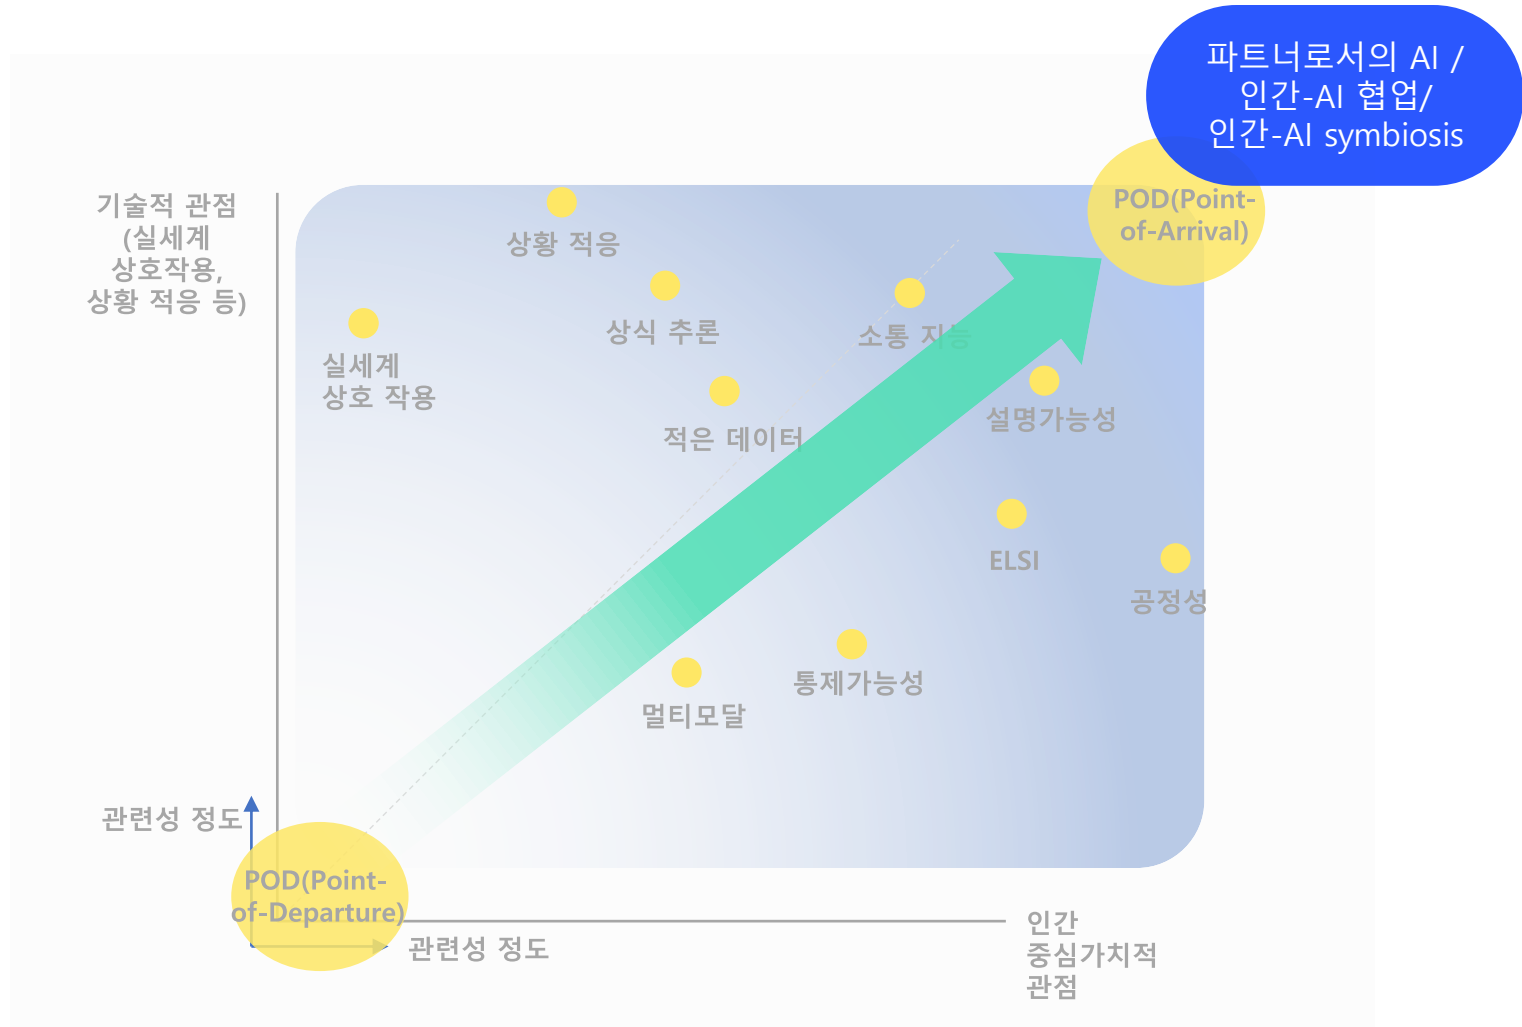 파트너로서의 AI /
인간-AI 협업/
인간-AI symbiosis
POD(Point-
of-Arrival)
기술적 관점
(실세계
상호작용,
상황 적응 등)
상황 적응
상식 추론
소통 지능
실세계
상호 작용
적은 데이터
설명가능성
ELSI
공정성
통제가능성
멀티모달
관련성 정도
POD(Point-
of-Departure)
관련성 정도
인간
중심가치적
관점